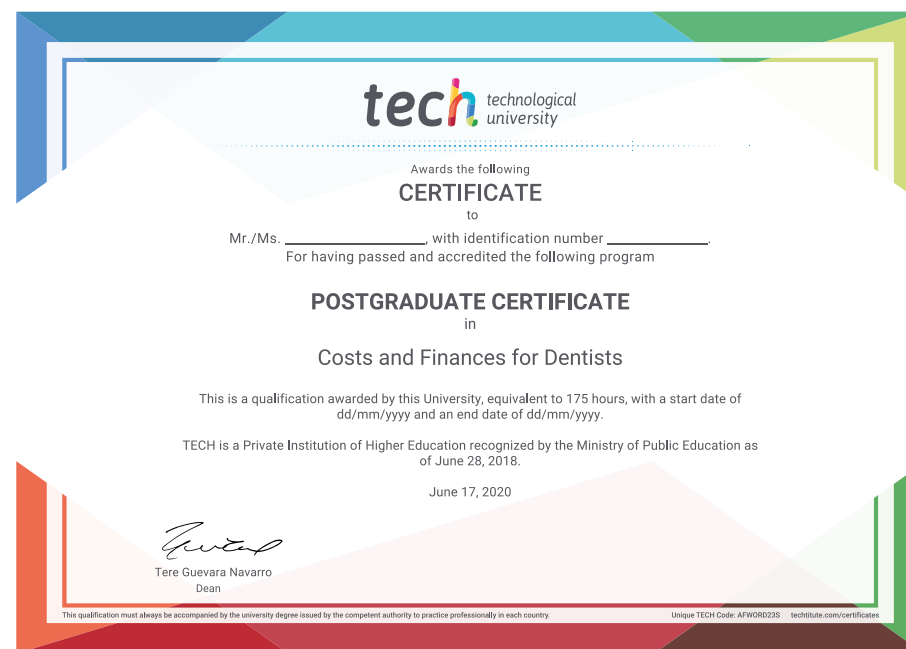 tech technological
university
Awards the following
CERTIFICATE
to
Mr./Ms. ____________________, with identification number ______________.
For having passed and accredited the following program
POSTGRADUATE CERTIFICATE
in
Costs and Finances for Dentists
This is a qualification awarded by this University, equivalent to 175 hours, with a start date of
dd/mm/yyyy and an end date of dd/mm/yyyy.
TECH is a Private Institution of Higher Education recognized by the Ministry of Public Education as
of June 28, 2018.
June 17, 2020
Tere Guevara Navarro
Dean
This qualification must always be accompanied by the university degree issued by the competent authority to practice professionally in each country. Unique TECH Code: AFWORD23S techtitute.com/certificates